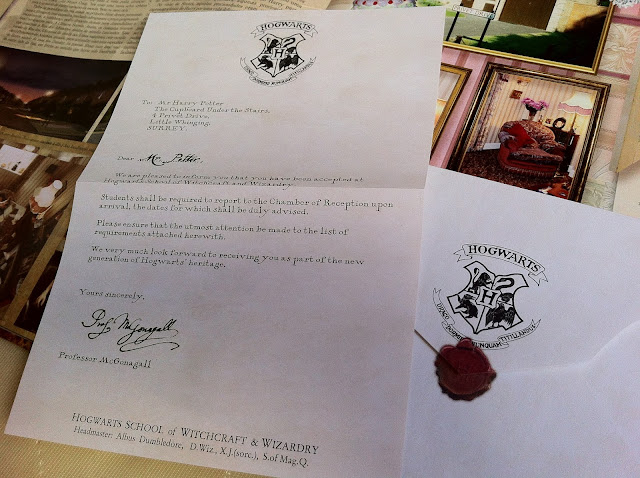 HOGWARTS
H
DRACO DORMIENS NUNQUAM TITILLANDUS
To: Mr Harry Potter
The Cupboard Under the Stairs,
4 Privet Drive,
Little Whinging,
SURREY
Dear Mr. Potter,
We are pleased to inform you that you have been accepted at
Hogwarts School of Witchcraft and Wizardry
Students shall be required to report to the Chamber of Reception upon
arrival, the dates for which shall be duly advised.
Please ensure that the utmost attention be made to the list of
requirements attached herewith.
We very much look forward to receiving you as part of the new
generation of Hogwarts' heritage.
Yours sincerely,
Prof. McGonagall
Professor McGonagall
HOGWARTS SCHOOL of WITCHCRAFT & WIZARDRY
Headmaster: Albus Dumbledore, D.Wiz., X.J.(sorc.), S.of Mag.Q.
HOGWARTS
H
DRACO DORMIENS NUNQUAM TITILLANDUS